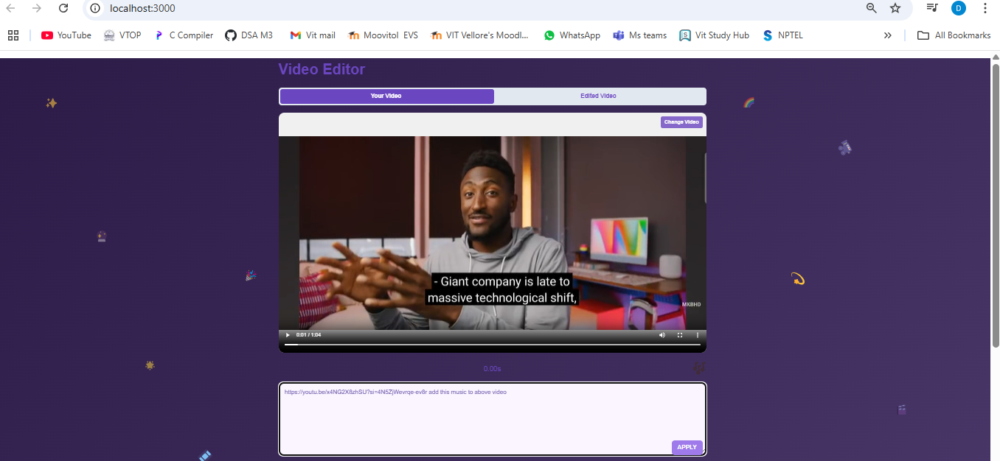 localhost:3000
D
YouTube VTOP C Compiler DSA M3 Vit mail Moovitol EVS VIT Vellore's Moodl... WhatsApp Ms teams Vit Study Hub NPTEL All Bookmarks
Video Editor
Your Video Edited Video
Change Video
- Giant company is late to
massive technological shift,
MKBHD
0:01 / 1:04
0.00s
https://youtu.be/x4NG2X8zhSU?si=4N5ZjWevrqe-ev8r add this music to above video
APPLY